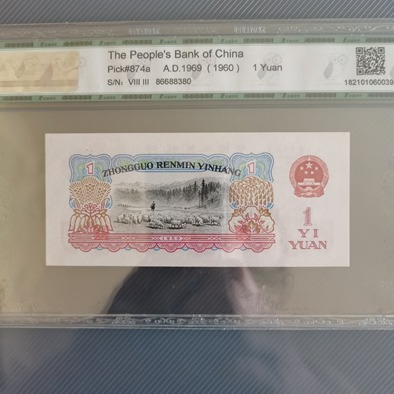 The People's Bank of China
Pick#874a A.D.1969 (1960) 1 Yuan
S/N: VIII III 86688380
182101060039
ZHONGGUO RENMIN YINHANG
1 1
1
YI
YUAN
1960